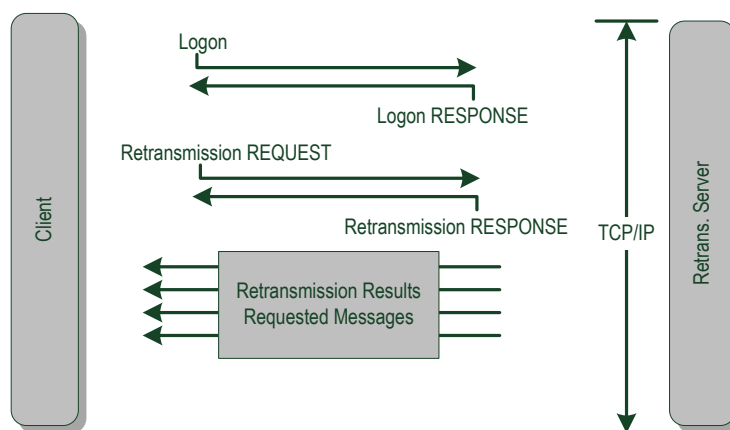 Client
Logon
Logon RESPONSE
Retransmission REQUEST
Retransmission RESPONSE
Retransmission Results
Requested Messages
TCP/IP
Retrans. Server